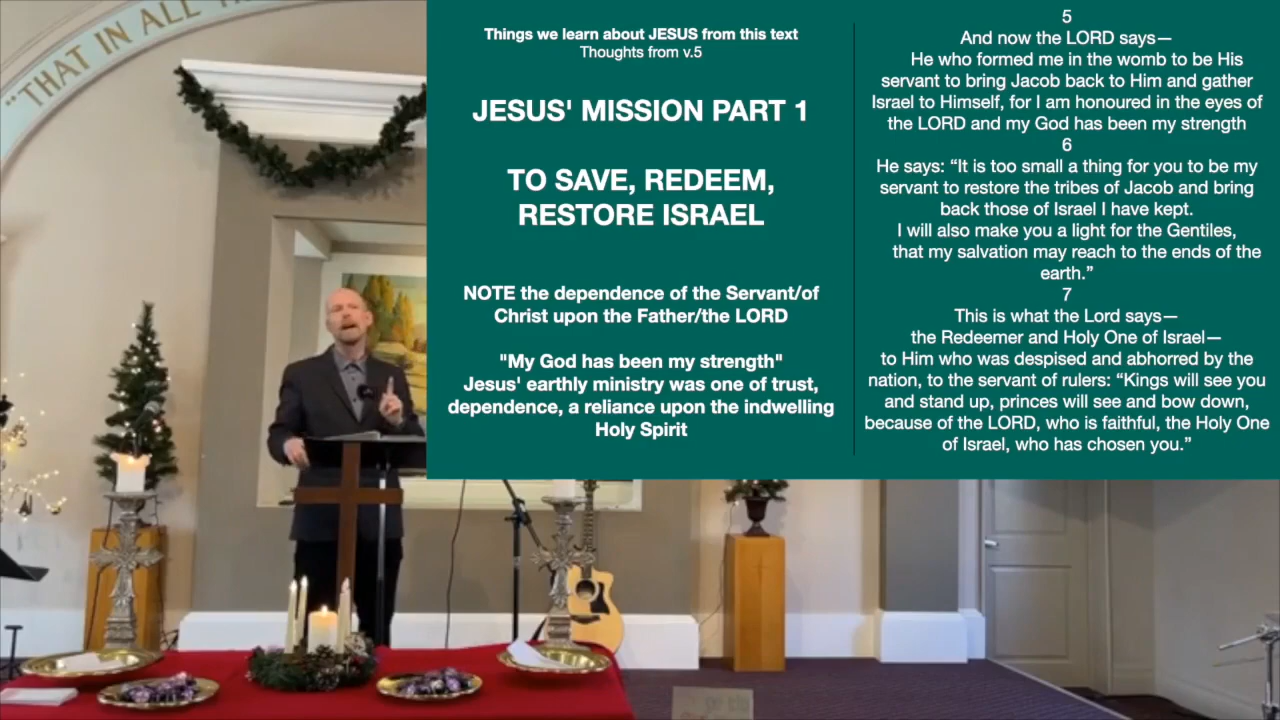 "THAT IN ALL
Things we learn about JESUS from this text
Thoughts from v.5
JESUS' MISSION PART 1
TO SAVE, REDEEM,
RESTORE ISRAEL
NOTE the dependence of the Servant/of
Christ upon the Father/the LORD
"My God has been my strength"
Jesus' earthly ministry was one of trust,
dependence, a reliance upon the indwelling
Holy Spirit
5
And now the LORD says—
He who formed me in the womb to be His
servant to bring Jacob back to Him and gather
Israel to Himself, for I am honoured in the eyes of
the LORD and my God has been my strength
6
He says: “It is too small a thing for you to be my
servant to restore the tribes of Jacob and bring
back those of Israel I have kept.
I will also make you a light for the Gentiles,
that my salvation may reach to the ends of the
earth.”
7
This is what the Lord says—
the Redeemer and Holy One of Israel—
to Him who was despised and abhorred by the
nation, to the servant of rulers: “Kings will see you
and stand up, princes will see and bow down,
because of the LORD, who is faithful, the Holy One
of Israel, who has chosen you.”